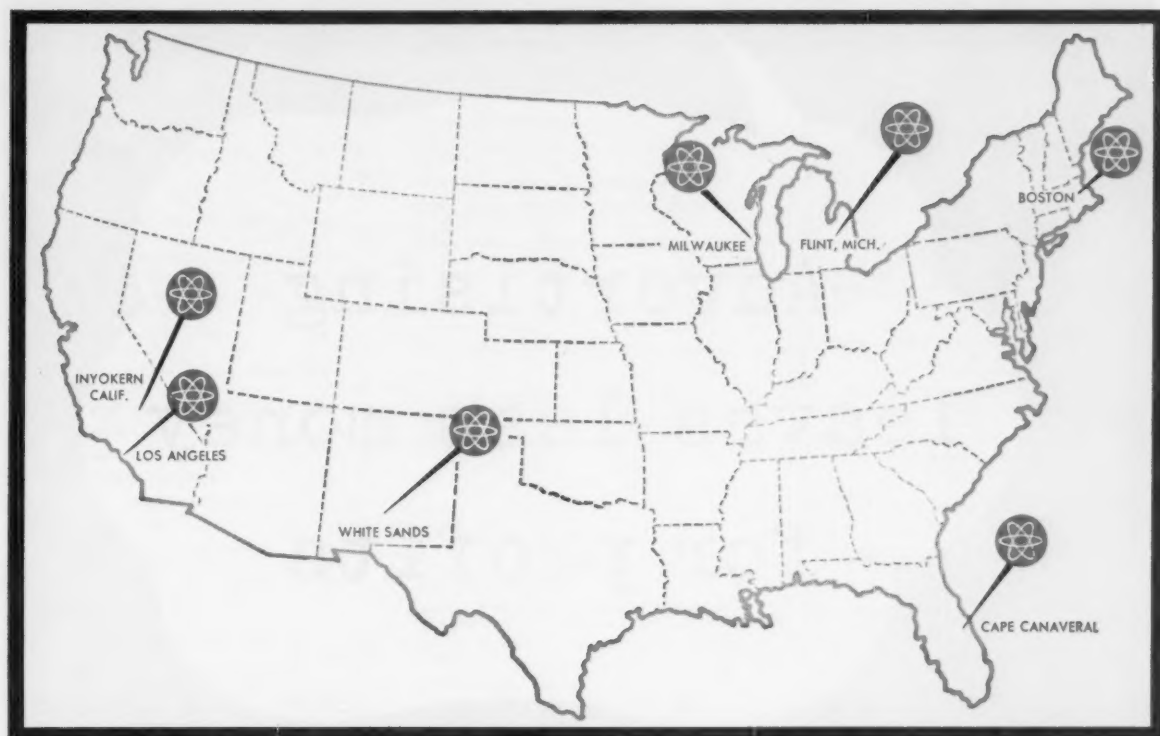 MILWAUKEE
FLINT, MICH.
BOSTON
INYOKERN
CALIF.
LOS ANGELES
WHITE SANDS
CAPE CANAVERAL